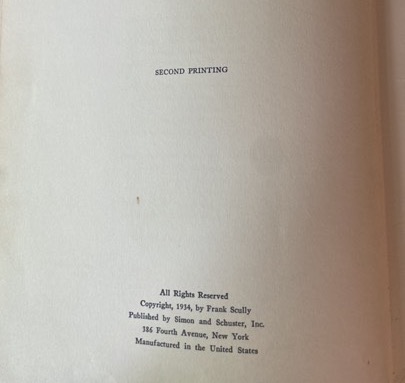 SECOND PRINTING
All Rights Reserved
Copyright, 1934, by Frank Scully
Published by Simon and Schuster, Inc.
386 Fourth Avenue, New York
Manufactured in the United States